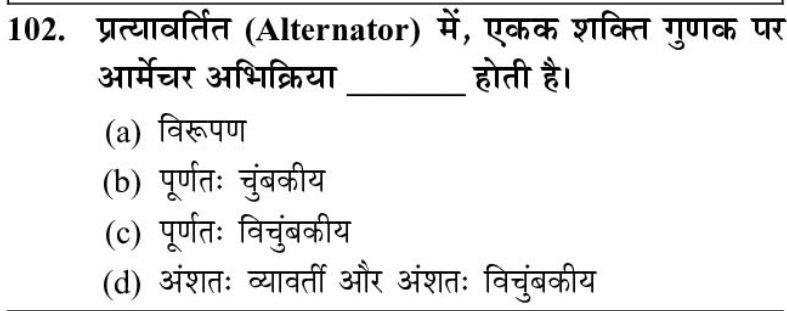 102. प्रत्यावर्तित (Alternator) में, एकक शक्ति गुणक पर
आर्मेचर अभिक्रिया ________ होती है।
(a) विरूपण
(b) पूर्णतः चुंबकीय
(c) पूर्णतः विचुंबकीय
(d) अंशतः व्यावर्ती और अंशतः विचुंबकीय